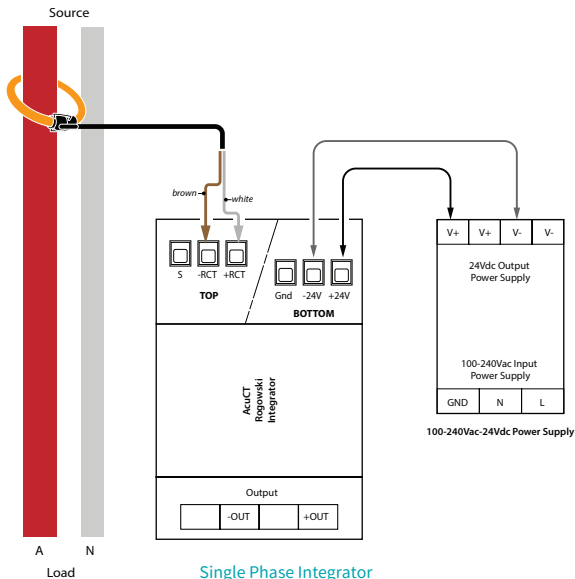 Source
brown
white
V+ V+ V- V-
S -RCT +RCT
TOP
Gnd -24V +24V
BOTTOM
24Vdc Output
Power Supply
100-240Vac Input
Power Supply
GND N L
100-240Vac-24Vdc Power Supply
AcuCT
Rogowski
Integrator
Output
-OUT +OUT
A N
Load
Single Phase Integrator